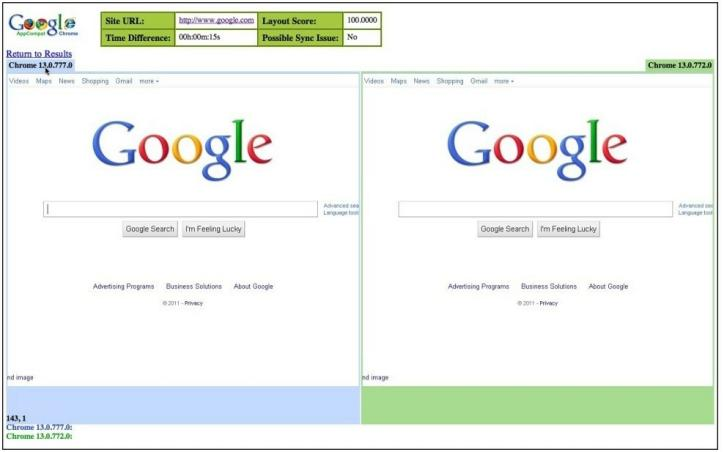 Google
AppCompat Chrome
Site URL: http://www.google.com Layout Score: 100.0000
Time Difference: 00h:00m:15s Possible Sync Issue: No
Return to Results
Chrome 13.0.777.0 Chrome 13.0.772.0
Videos Maps News Shopping Gmail more Videos Maps News Shopping Gmail more
Google Google
Advanced sea Advanced sea
Language tool Language tool
Google Search I'm Feeling Lucky Google Search I'm Feeling Lucky
Advertising Programs Business Solutions About Google Advertising Programs Business Solutions About Google
© 2011 - Privacy © 2011 - Privacy
nd image nd image
143, 1
Chrome 13.0.777.0:
Chrome 13.0.772.0: